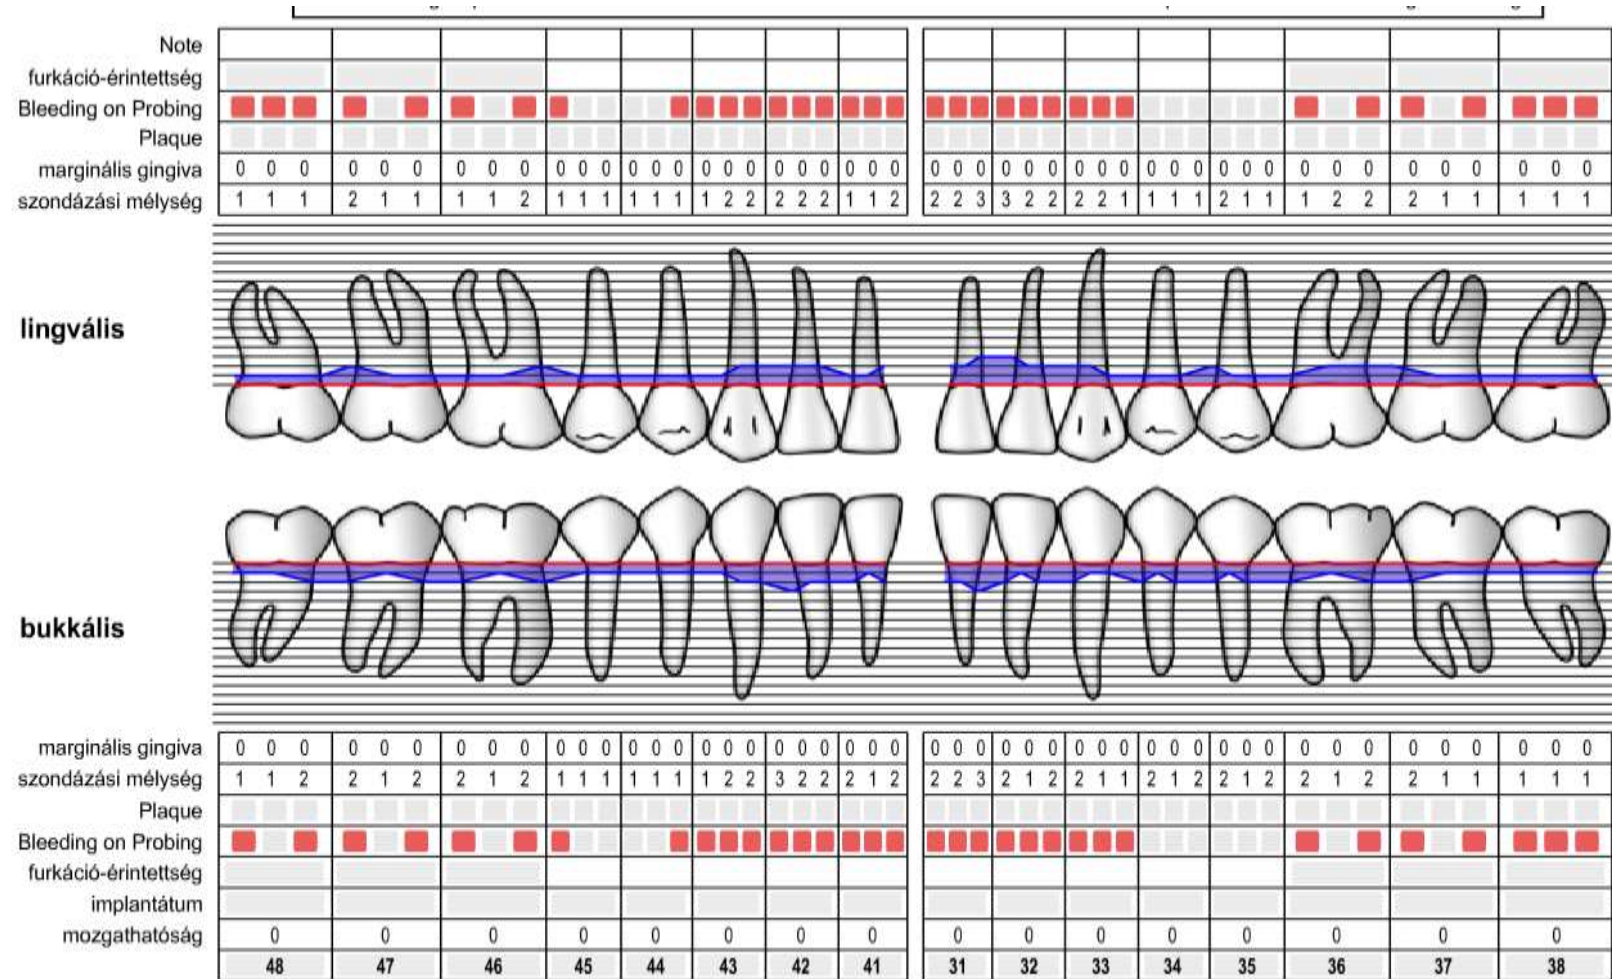 Note
furkáció-érintettség
Bleeding on Probing
Plaque
marginális gingiva 0 0 0 0 0 0 0 0 0 0 0 0 0 0 0 0 0 0 0 0 0 0 0 0 0 0 0 0 0 0 0 0 0 0 0 0 0 0 0 0 0 0 0 0 0 0 0 0
szondázási mélység 1 1 1 2 1 1 1 1 2 1 1 1 1 1 1 1 2 2 2 2 2 1 1 2 2 2 3 3 2 2 2 2 1 1 1 1 2 1 1 1 2 2 2 1 1 1 1 1
lingvális
bukkális
marginális gingiva 0 0 0 0 0 0 0 0 0 0 0 0 0 0 0 0 0 0 0 0 0 0 0 0 0 0 0 0 0 0 0 0 0 0 0 0 0 0 0 0 0 0 0 0 0 0 0 0
szondázási mélység 1 1 2 2 1 2 2 1 2 1 1 1 1 1 1 1 2 2 3 2 2 2 1 2 2 2 3 2 1 2 2 1 1 2 1 2 2 1 2 2 1 2 2 1 1 1 1 1
Plaque
Bleeding on Probing
furkáció-érintettség
implantátum
mozgathatóság 0 0 0 0 0 0 0 0 0 0 0 0 0 0 0 0
48 47 46 45 44 43 42 41 31 32 33 34 35 36 37 38